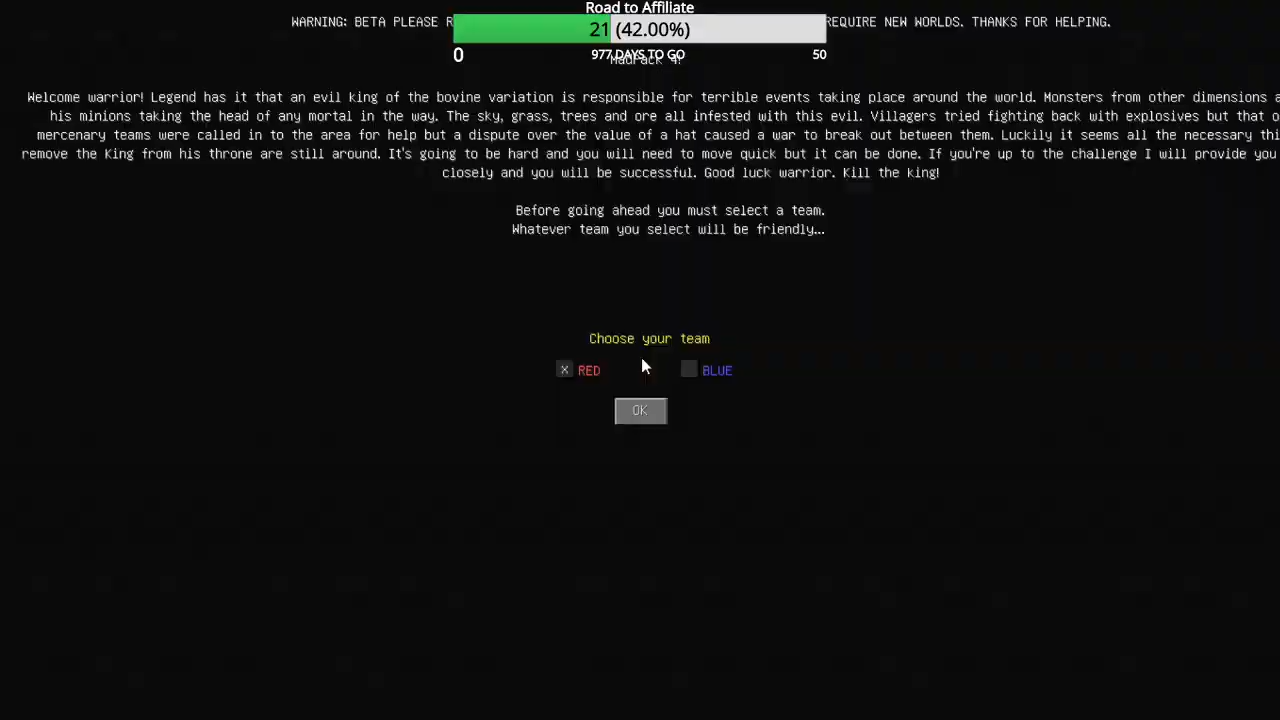 Road to Affiliate
WARNING: BETA PLEASE R REQUIRE NEW WORLDS. THANKS FOR HELPING.
21 (42.00%)
0 977 DAYS TO GO 50
MadPack 4!
Welcome warrior! Legend has it that an evil king of the bovine variation is responsible for terrible events taking place around the world. Monsters from other dimensions a
his minions taking the head of any mortal in the way. The sky, grass, trees and ore all infested with this evil. Villagers tried fighting back with explosives but that o
mercenary teams were called in to the area for help but a dispute over the value of a hat caused a war to break out between them. Luckily it seems all the necessary thi
remove the King from his throne are still around. It's going to be hard and you will need to move quick but it can be done. If you're up to the challenge I will provide you
closely and you will be successful. Good luck warrior. Kill the king!
Before going ahead you must select a team.
Whatever team you select will be friendly...
Choose your team
x RED BLUE
OK